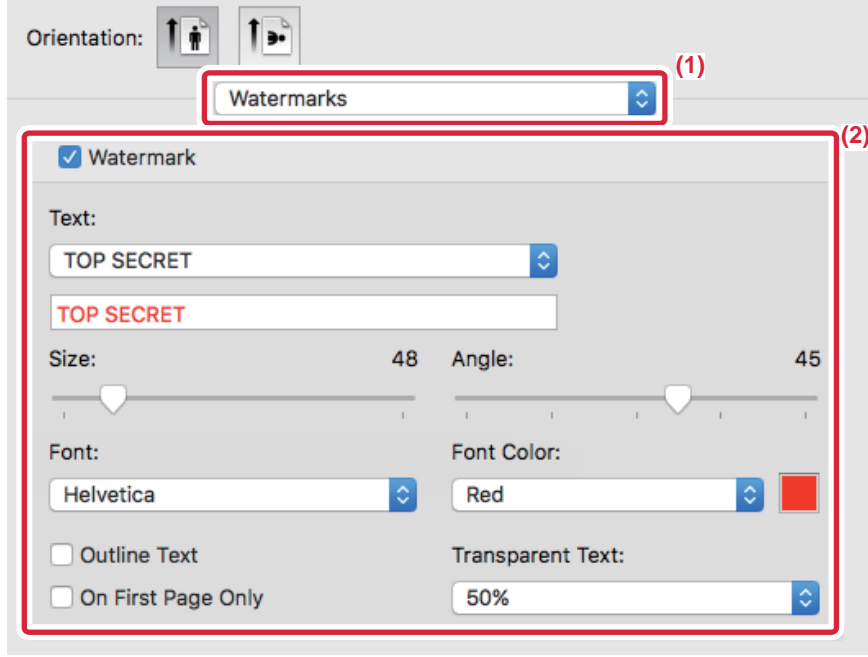 Orientation:
(1)
Watermarks
(2)
Watermark
Text:
TOP SECRET
TOP SECRET
Size: 48 Angle: 45
Font: Font Color:
Helvetica Red
Outline Text Transparent Text:
On First Page Only 50%